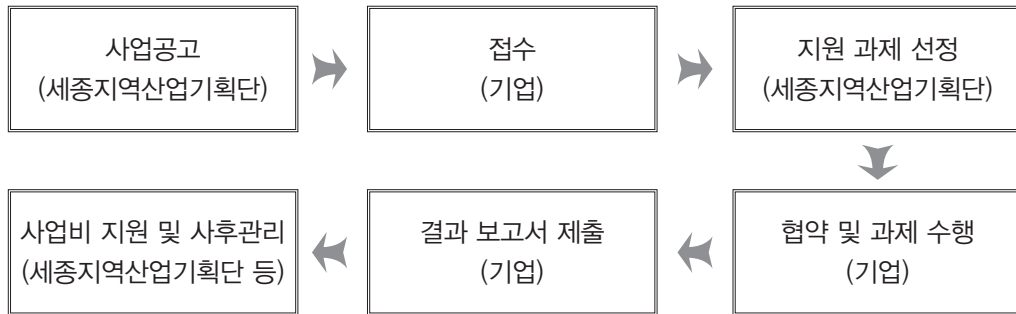 사업공고
(세종지역산업기획단)
접수
(기업)
지원 과제 선정
(세종지역산업기획단)
협약 및 과제 수행
(기업)
결과 보고서 제출
(기업)
사업비 지원 및 사후관리
(세종지역산업기획단 등)